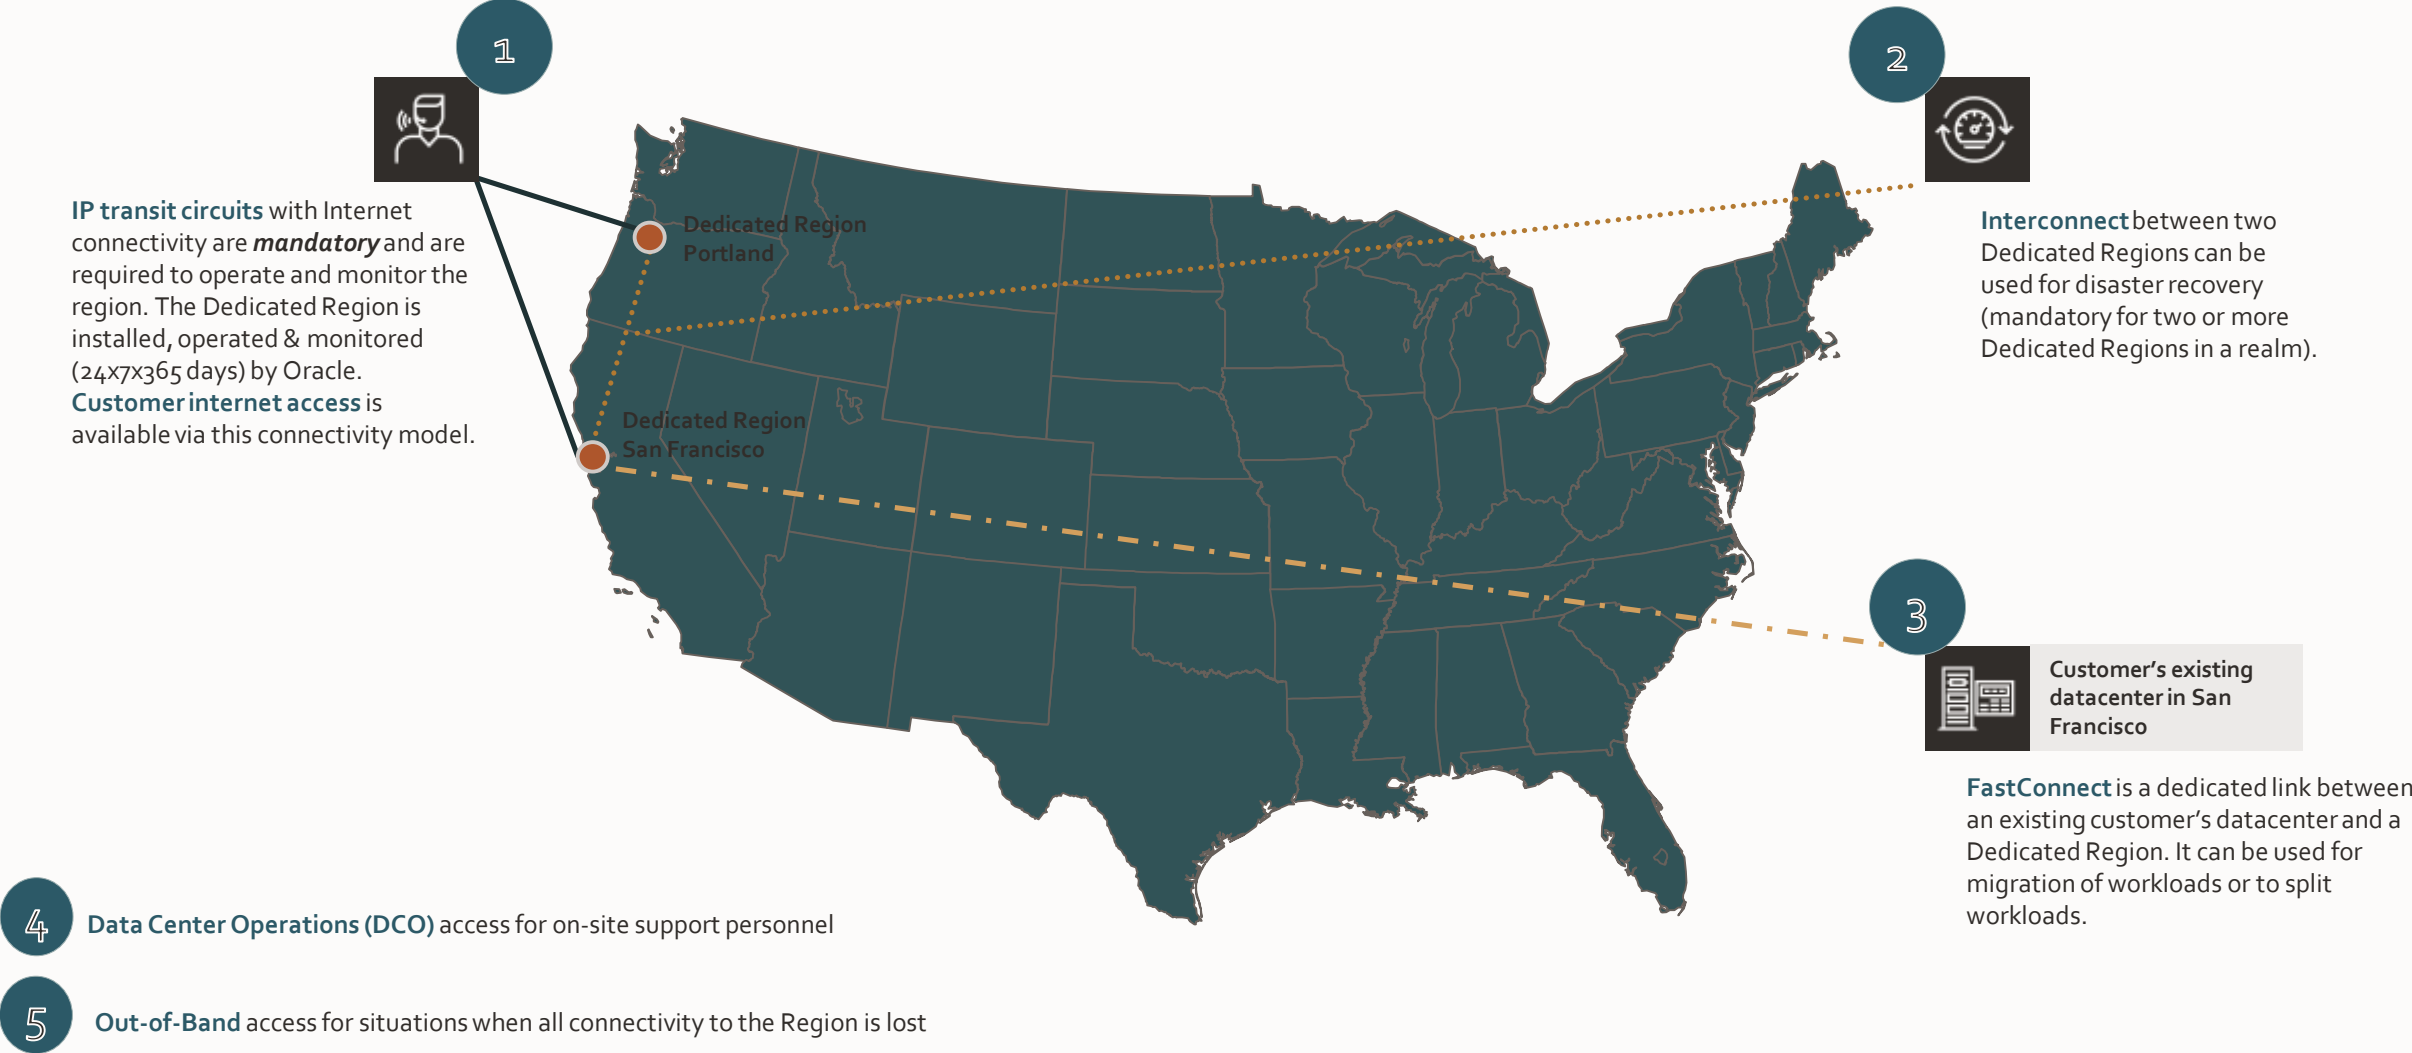 1
IP transit circuits with Internet
connectivity are mandatory and are
required to operate and monitor the
region. The Dedicated Region is
installed, operated & monitored
(24x7x365 days) by Oracle.
Customer internet access is
available via this connectivity model.
Dedicated Region
Portland
Dedicated Region
San Francisco
2
Interconnect between two
Dedicated Regions can be
used for disaster recovery
(mandatory for two or more
Dedicated Regions in a realm).
3
Customer’s existing
datacenter in San
Francisco
FastConnect is a dedicated link between
an existing customer’s datacenter and a
Dedicated Region. It can be used for
migration of workloads or to split
workloads.
4
Data Center Operations (DCO) access for on-site support personnel
5
Out-of-Band access for situations when all connectivity to the Region is lost